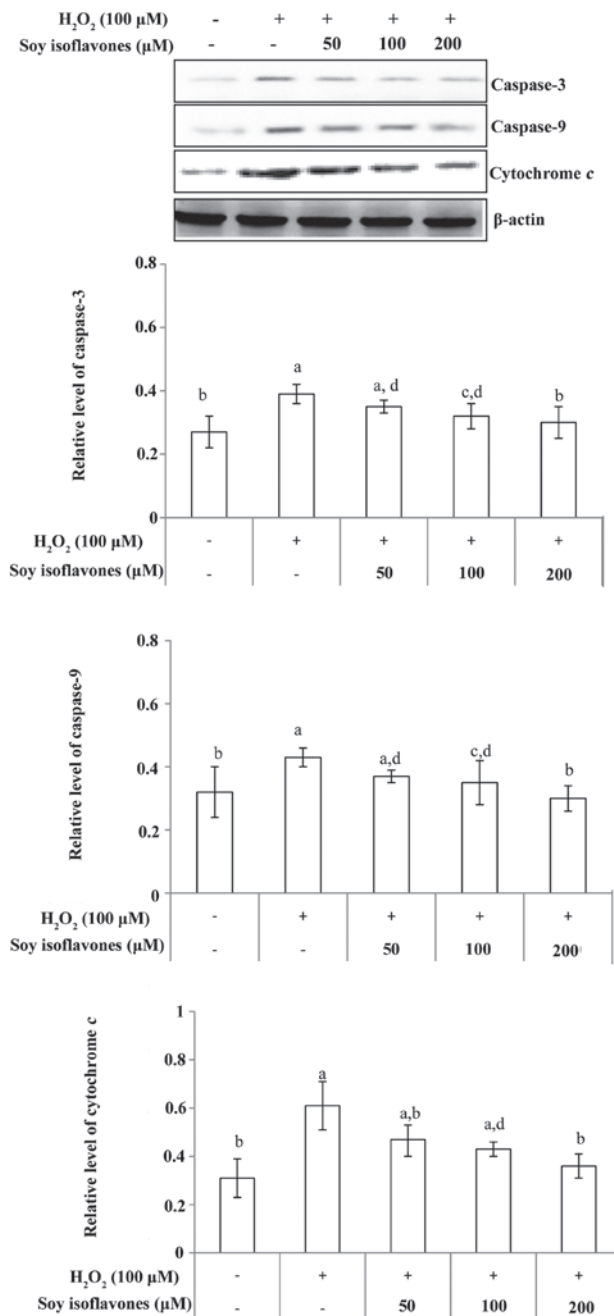 H₂O₂ (100 µM) - + + + +
Soy isoflavones (µM) - - 50 100 200
Caspase-3
Caspase-9
Cytochrome c
β-actin
Relative level of caspase-3
0.8
0.6
0.4
0.2
0
b a a, d c,d b
H₂O₂ (100 µM) - + + + +
Soy isoflavones (µM) - - 50 100 200
Relative level of caspase-9
0.8
0.6
0.4
0.2
0
b a a,d c,d b
H₂O₂ (100 µM) - + + + +
Soy isoflavones (µM) - - 50 100 200
Relative level of cytochrome c
1
0.8
0.6
0.4
0.2
0
b a a,b a,d b
H₂O₂ (100 µM) - + + + +
Soy isoflavones (µM) - - 50 100 200